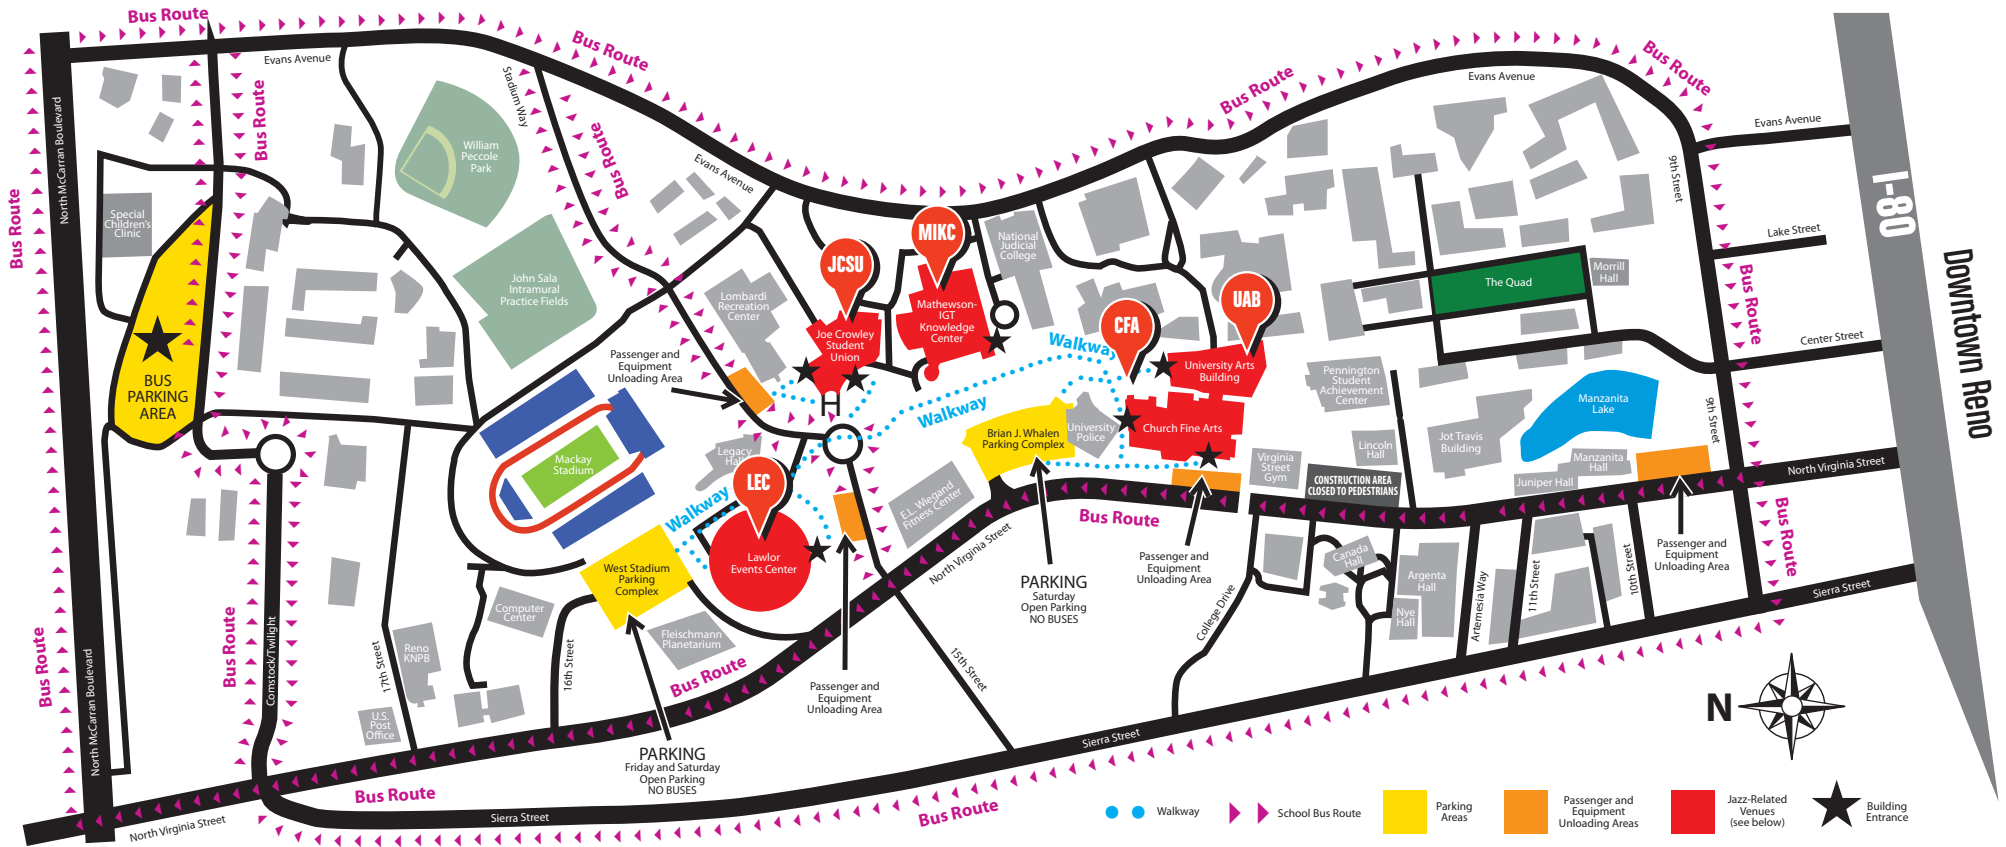 Bus Route
Bus Route
Bus Route
Bus Route
Bus Route
Evans Avenue
North McCarran Boulevard
Bus Route
Stadium Way
Bus Route
Evans Avenue
Evans Avenue
Evans Avenue
9th Street
I-80
Downtown Reno
William
Peccole
Park
Special
Children's
Clinic
John Sala
Intramural
Practice Fields
Lombardi
Recreation
Center
JCSU
MIKC
National
Judicial
College
Mathewson-
IGT
Knowledge
Center
Joe Crowley
Student
Union
H
CFA
UAB
University Arts
Building
The Quad
Morrill
Hall
Lake Street
Center Street
Bus Route
BUS
PARKING
AREA
Passenger and
Equipment
Unloading Area
Walkway
Walkway
Walkway
Brian J. Whalen
Parking Complex
University
Police
Church Fine Arts
Pennington
Student
Achievement
Center
Manzanita
Lake
9th Street
Jot Travis
Building
Lincoln
Hall
Manzanita
Hall
Juniper Hall
Virginia
Street
Gym
CONSTRUCTION AREA
CLOSED TO PEDESTRIANS
North Virginia Street
Mackay
Stadium
Legacy
Hall
LEC
Lawlor
Events Center
E.L. Wiegand
Fitness Center
North Virginia Street
Bus Route
Bus Route
West Stadium
Parking
Complex
Computer
Center
Fleischmann
Planetarium
Reno
KNPB
U.S.
Post
Office
17th Street
16th Street
15th Street
Comstock/Twilight
Bus Route
Bus Route
Bus Route
Bus Route
North McCarran Boulevard
PARKING
Saturday
Open Parking
NO BUSES
Passenger and
Equipment
Unloading Area
Passenger and
Equipment
Unloading Area
Passenger and
Equipment
Unloading Area
College Drive
Canada
Hall
Argenta
Hall
Nye
Hall
Artemesia Way
11th Street
10th Street
Sierra Street
Sierra Street
Sierra Street
PARKING
Friday and Saturday
Open Parking
NO BUSES
Bus Route
Bus Route
North Virginia Street
N
Walkway
School Bus Route
Parking
Areas
Passenger and
Equipment
Unloading Areas
Jazz-Related
Venues
(see below)
Building
Entrance